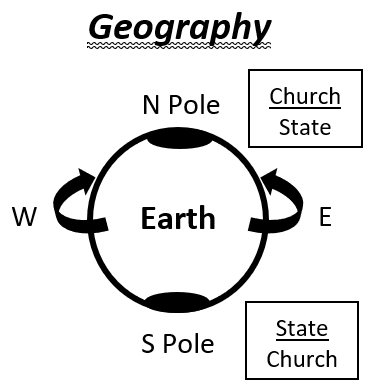 Geography
N Pole
Church
State
W
Earth
E
S Pole
State
Church